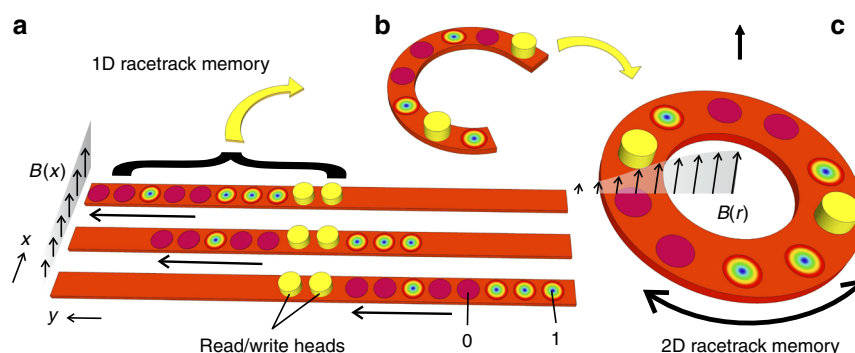 a
b
c
1D racetrack memory
B(x)
x
B(r)
y
Read/write heads
0
1
2D racetrack memory